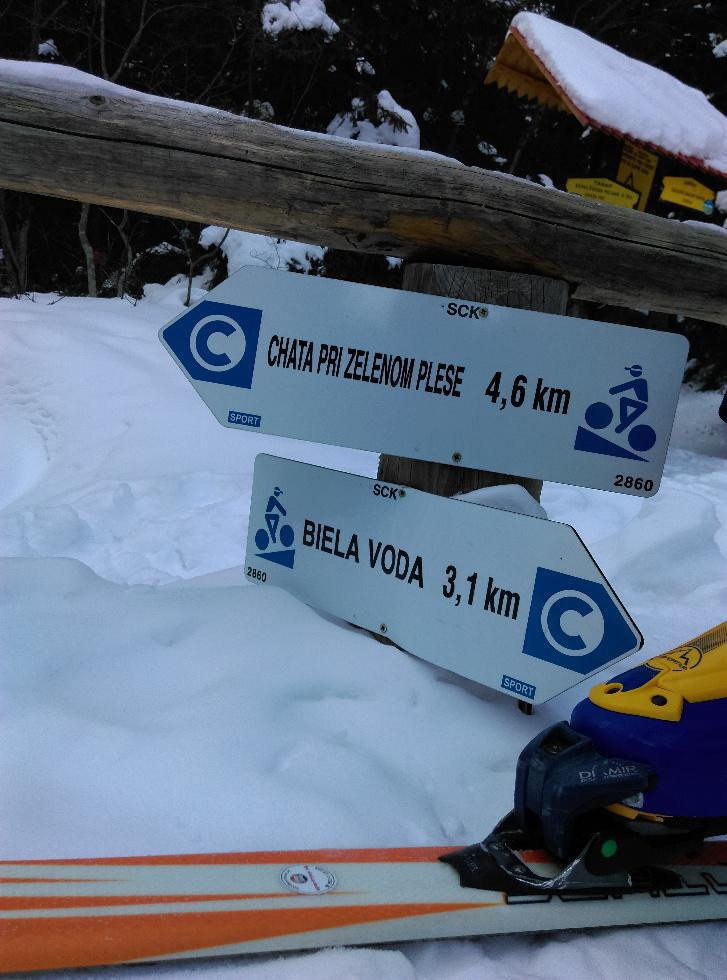 SCK
C
CHATA PRI ZELENOM PLESE 4,6 km
SPORT
2860
SCK
BIELA VODA 3,1 km
C
2860
SPORT
DIAMIR